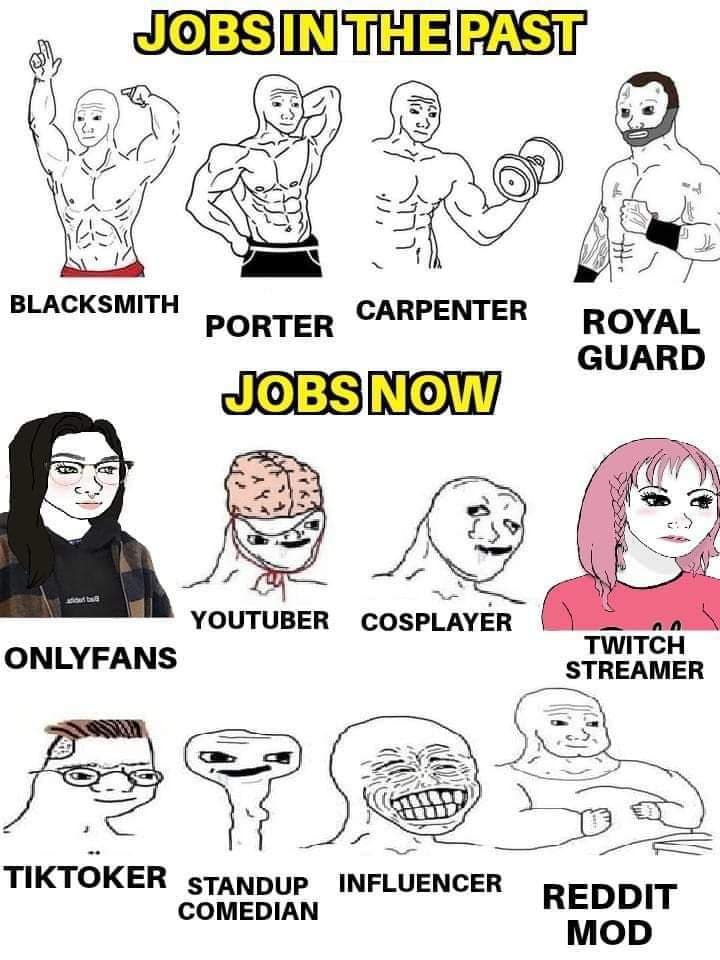 JOBS IN THE PAST
BLACKSMITH
PORTER
CARPENTER
ROYAL
GUARD
JOBS NOW
ONLYFANS
YOUTUBER
COSPLAYER
TWITCH
STREAMER
TIKTOKER
STANDUP
COMEDIAN
INFLUENCER
REDDIT
MOD